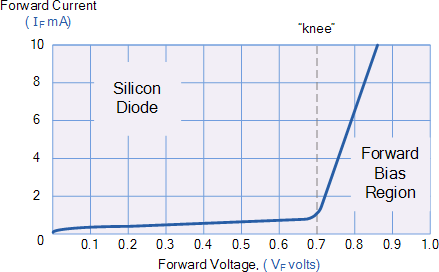 Forward Current
( IF mA)
"knee"
10
8
6
4
2
0
Silicon
Diode
Forward
Bias
Region
0.1 0.2 0.3 0.4 0.5 0.6 0.7 0.8 0.9 1.0
Forward Voltage, ( VF volts)